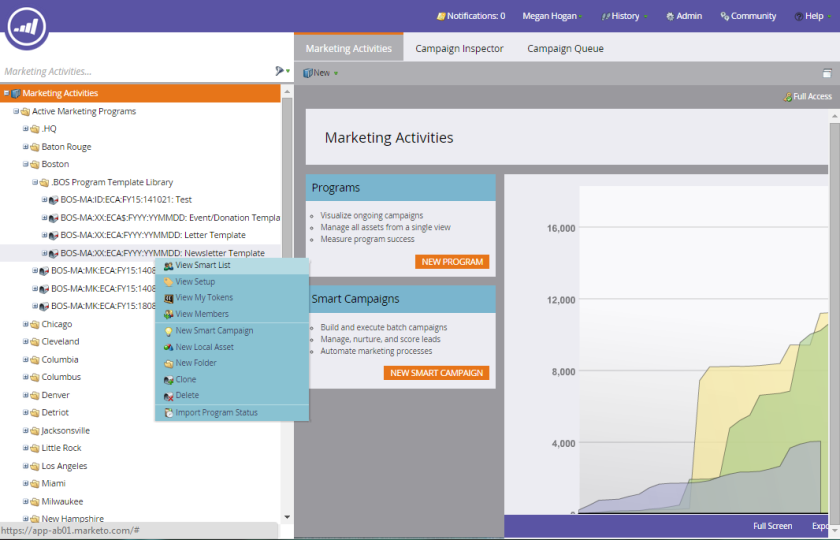 Notifications: 0 Megan Hogan History Admin Community Help
Marketing Activities Campaign Inspector Campaign Queue
Marketing Activities...
New
Full Access
Marketing Activities
Active Marketing Programs
.HQ
Baton Rouge
Boston
.BOS Program Template Library
BOS-MA:ID:ECA:FY15:141021: Test
BOS-MA:XX:ECA$:FYYY:YYMMDD: Event/Donation Templa
BOS-MA:XX:ECA:FYYY:YYMMDD: Letter Template
BOS-MA:XX:ECA:FYYY:YYMMDD: Newsletter Template
BOS-MA:MK:ECA:FY15:1408
BOS-MA:MK:ECA:FY15:1408
BOS-MA:MK:ECA:FY15:1808
Chicago
Cleveland
Columbia
Columbus
Denver
Detriot
Jacksonville
Little Rock
Los Angeles
Miami
Milwaukee
New Hampshire
https://app-ab01.marketo.com/#
View Smart List
View Setup
View My Tokens
View Members
New Smart Campaign
New Local Asset
New Folder
Clone
Delete
Import Program Status
Marketing Activities
Programs
Visualize ongoing campaigns
Manage all assets from a single view
Measure program success
NEW PROGRAM
Smart Campaigns
Build and execute batch campaigns
Manage, nurture, and score leads
Automate marketing processes
NEW SMART CAMPAIGN
16,000
12,000
8,000
4,000
Full Screen Expo